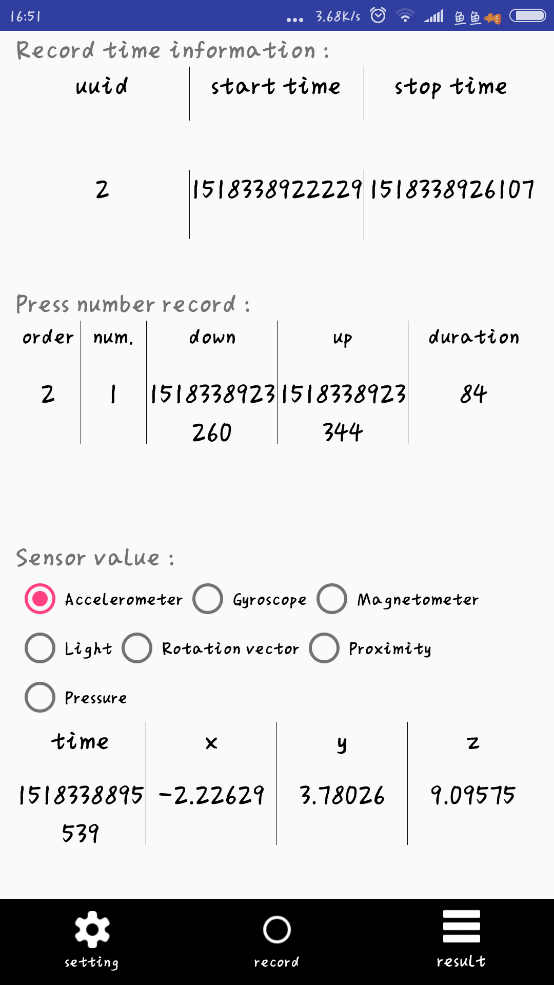 16:51 ... 3.68K/s 鱼鱼
Record time information :
uuid start time stop time
2 1518338922229 1518338926107
Press number record :
order num. down up duration
2 1 1518338923 1518338923 84
260 344
Sensor value :
Accelerometer Gyroscope Magnetometer
Light Rotation vector Proximity
Pressure
time x y z
1518338895 -2.22629 3.78026 9.09575
539
setting record result